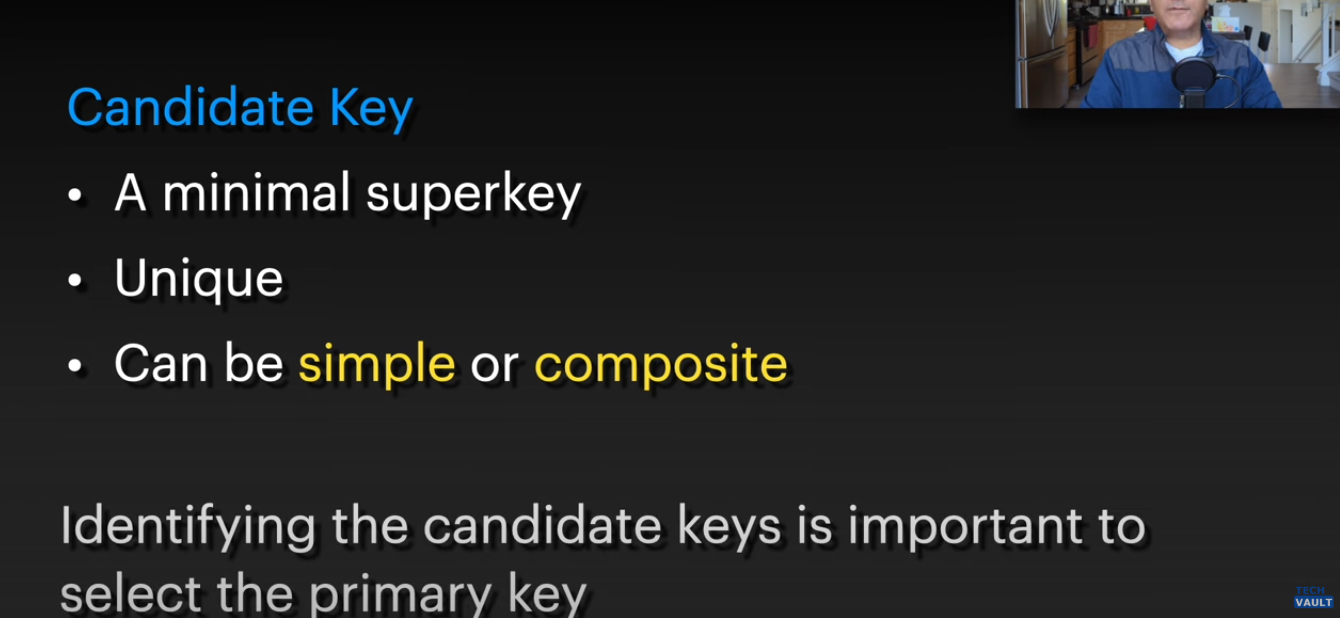 Candidate Key
• A minimal superkey
• Unique
• Can be simple or composite
Identifying the candidate keys is important to
select the primary key
TECH
VAULT